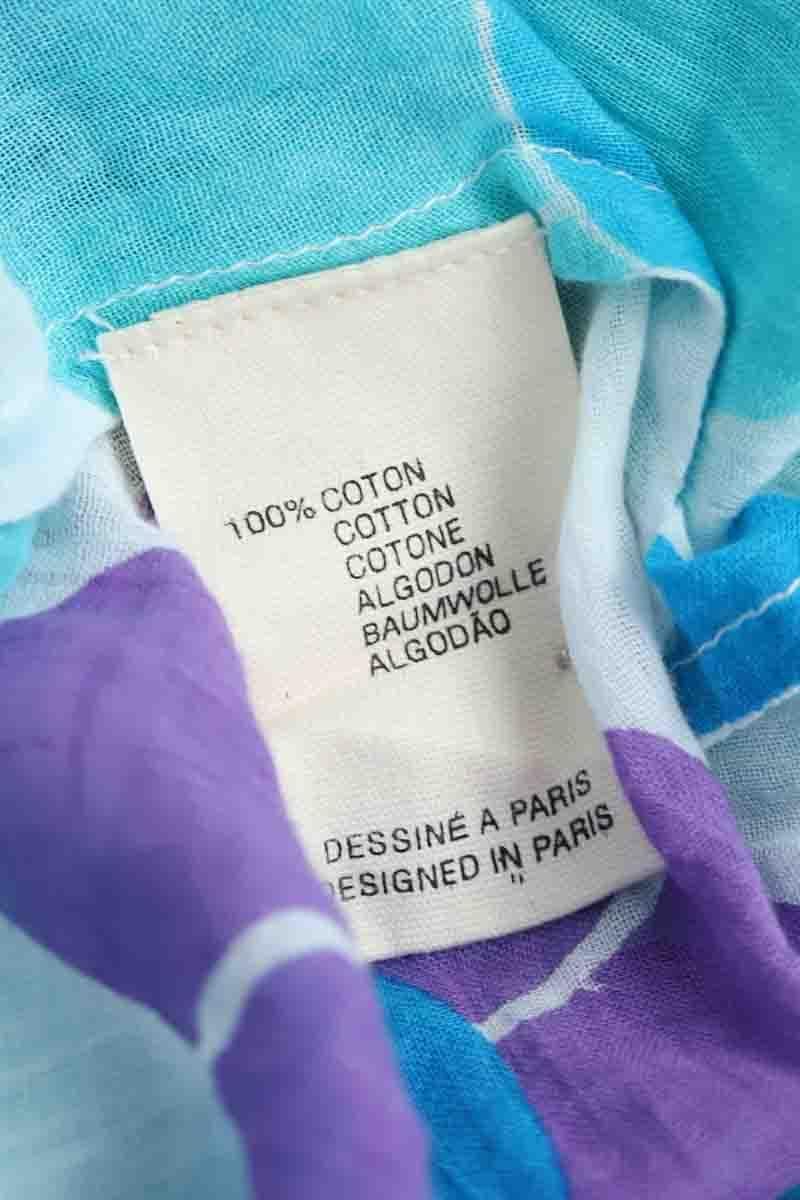 100% COTON
COTTON
COTONE
ALGODON
BAUMWOLLE
ALGODÃO
DESSINÉ A PARIS
DESIGNED IN PARIS